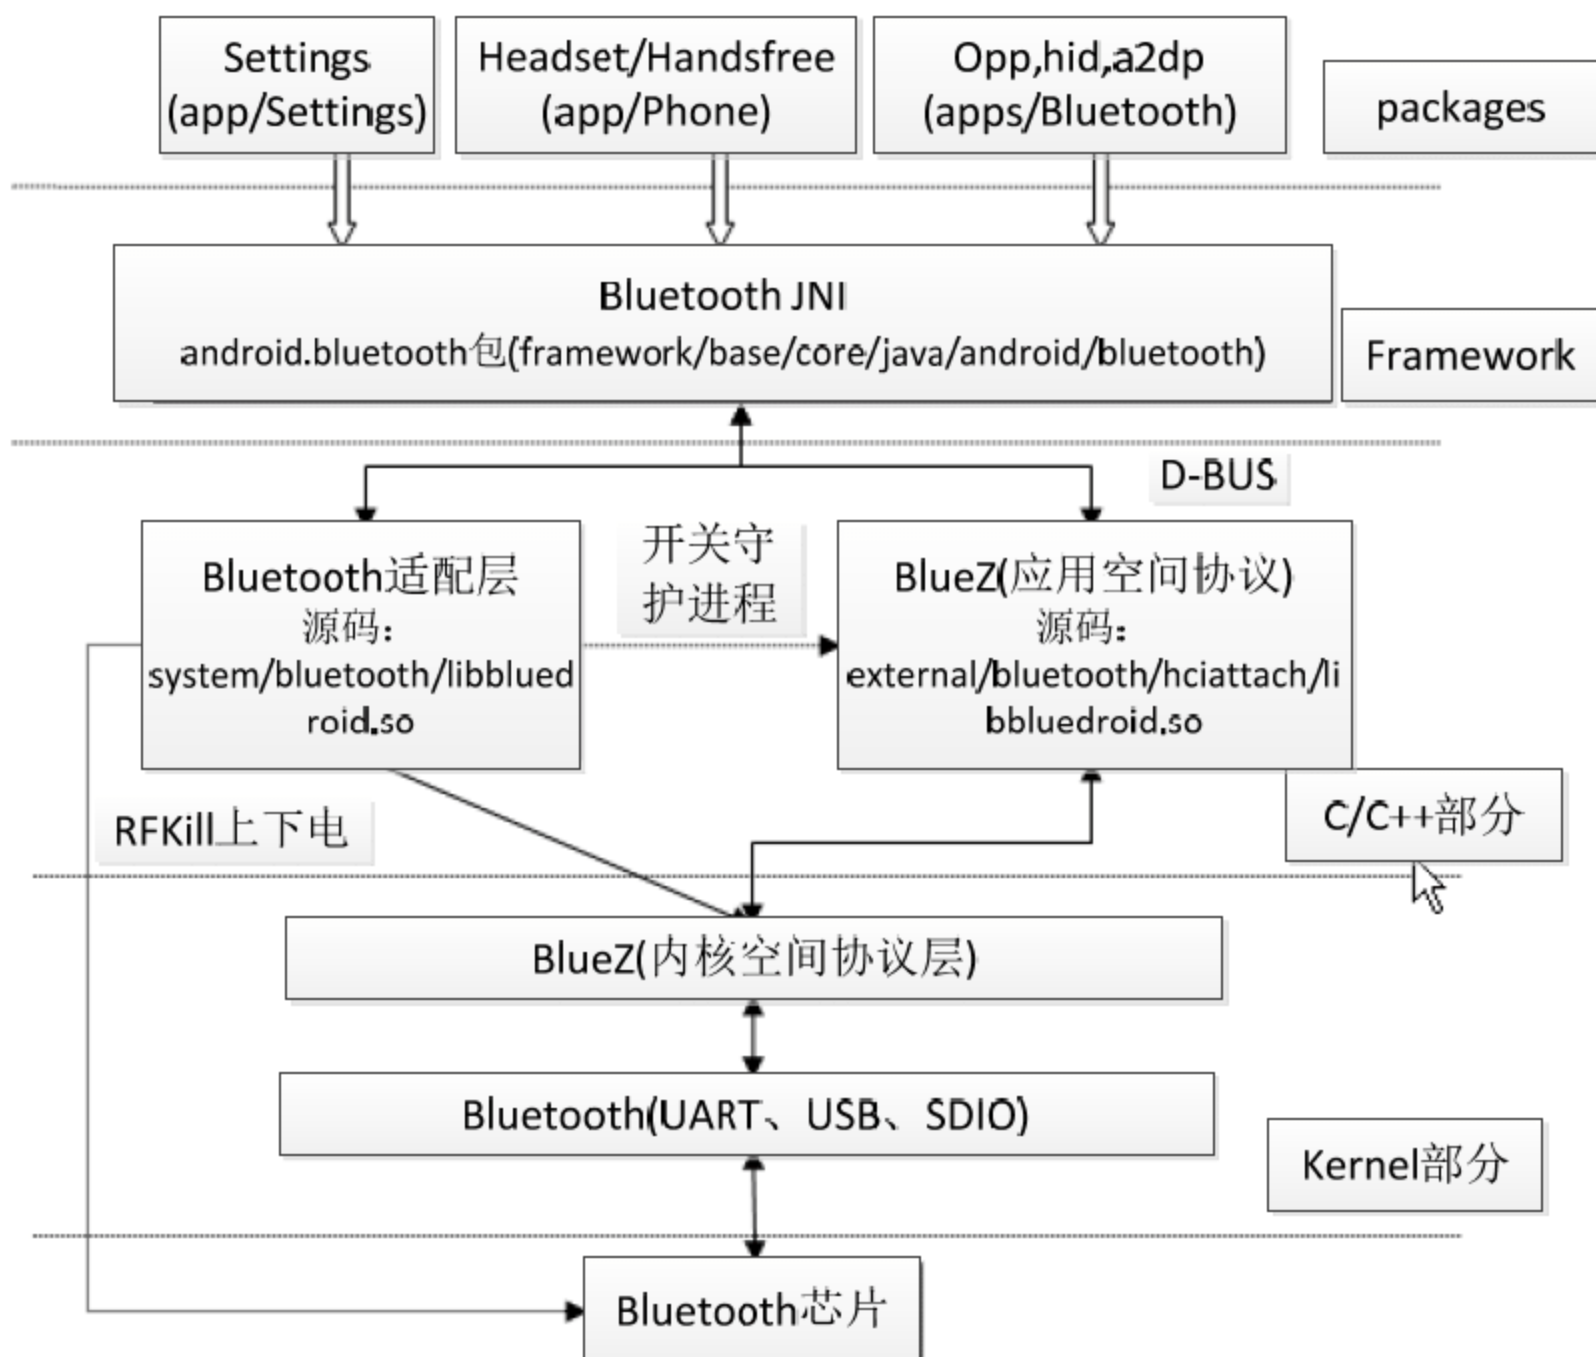 Settings
(app/Settings)
Headset/Handsfree
(app/Phone)
Opp,hid,a2dp
(apps/Bluetooth)
packages
Bluetooth JNI
android.bluetooth包(framework/base/core/java/android/bluetooth)
Framework
D-BUS
Bluetooth适配层
源码：
system/bluetooth/libblued
roid.so
开关守
护进程
BlueZ(应用空间协议)
源码：
external/bluetooth/hciattach/li
bbluedroid.so
RFKill上下电
C/C++部分
BlueZ(内核空间协议层)
Bluetooth(UART、USB、SDIO)
Kernel部分
Bluetooth芯片